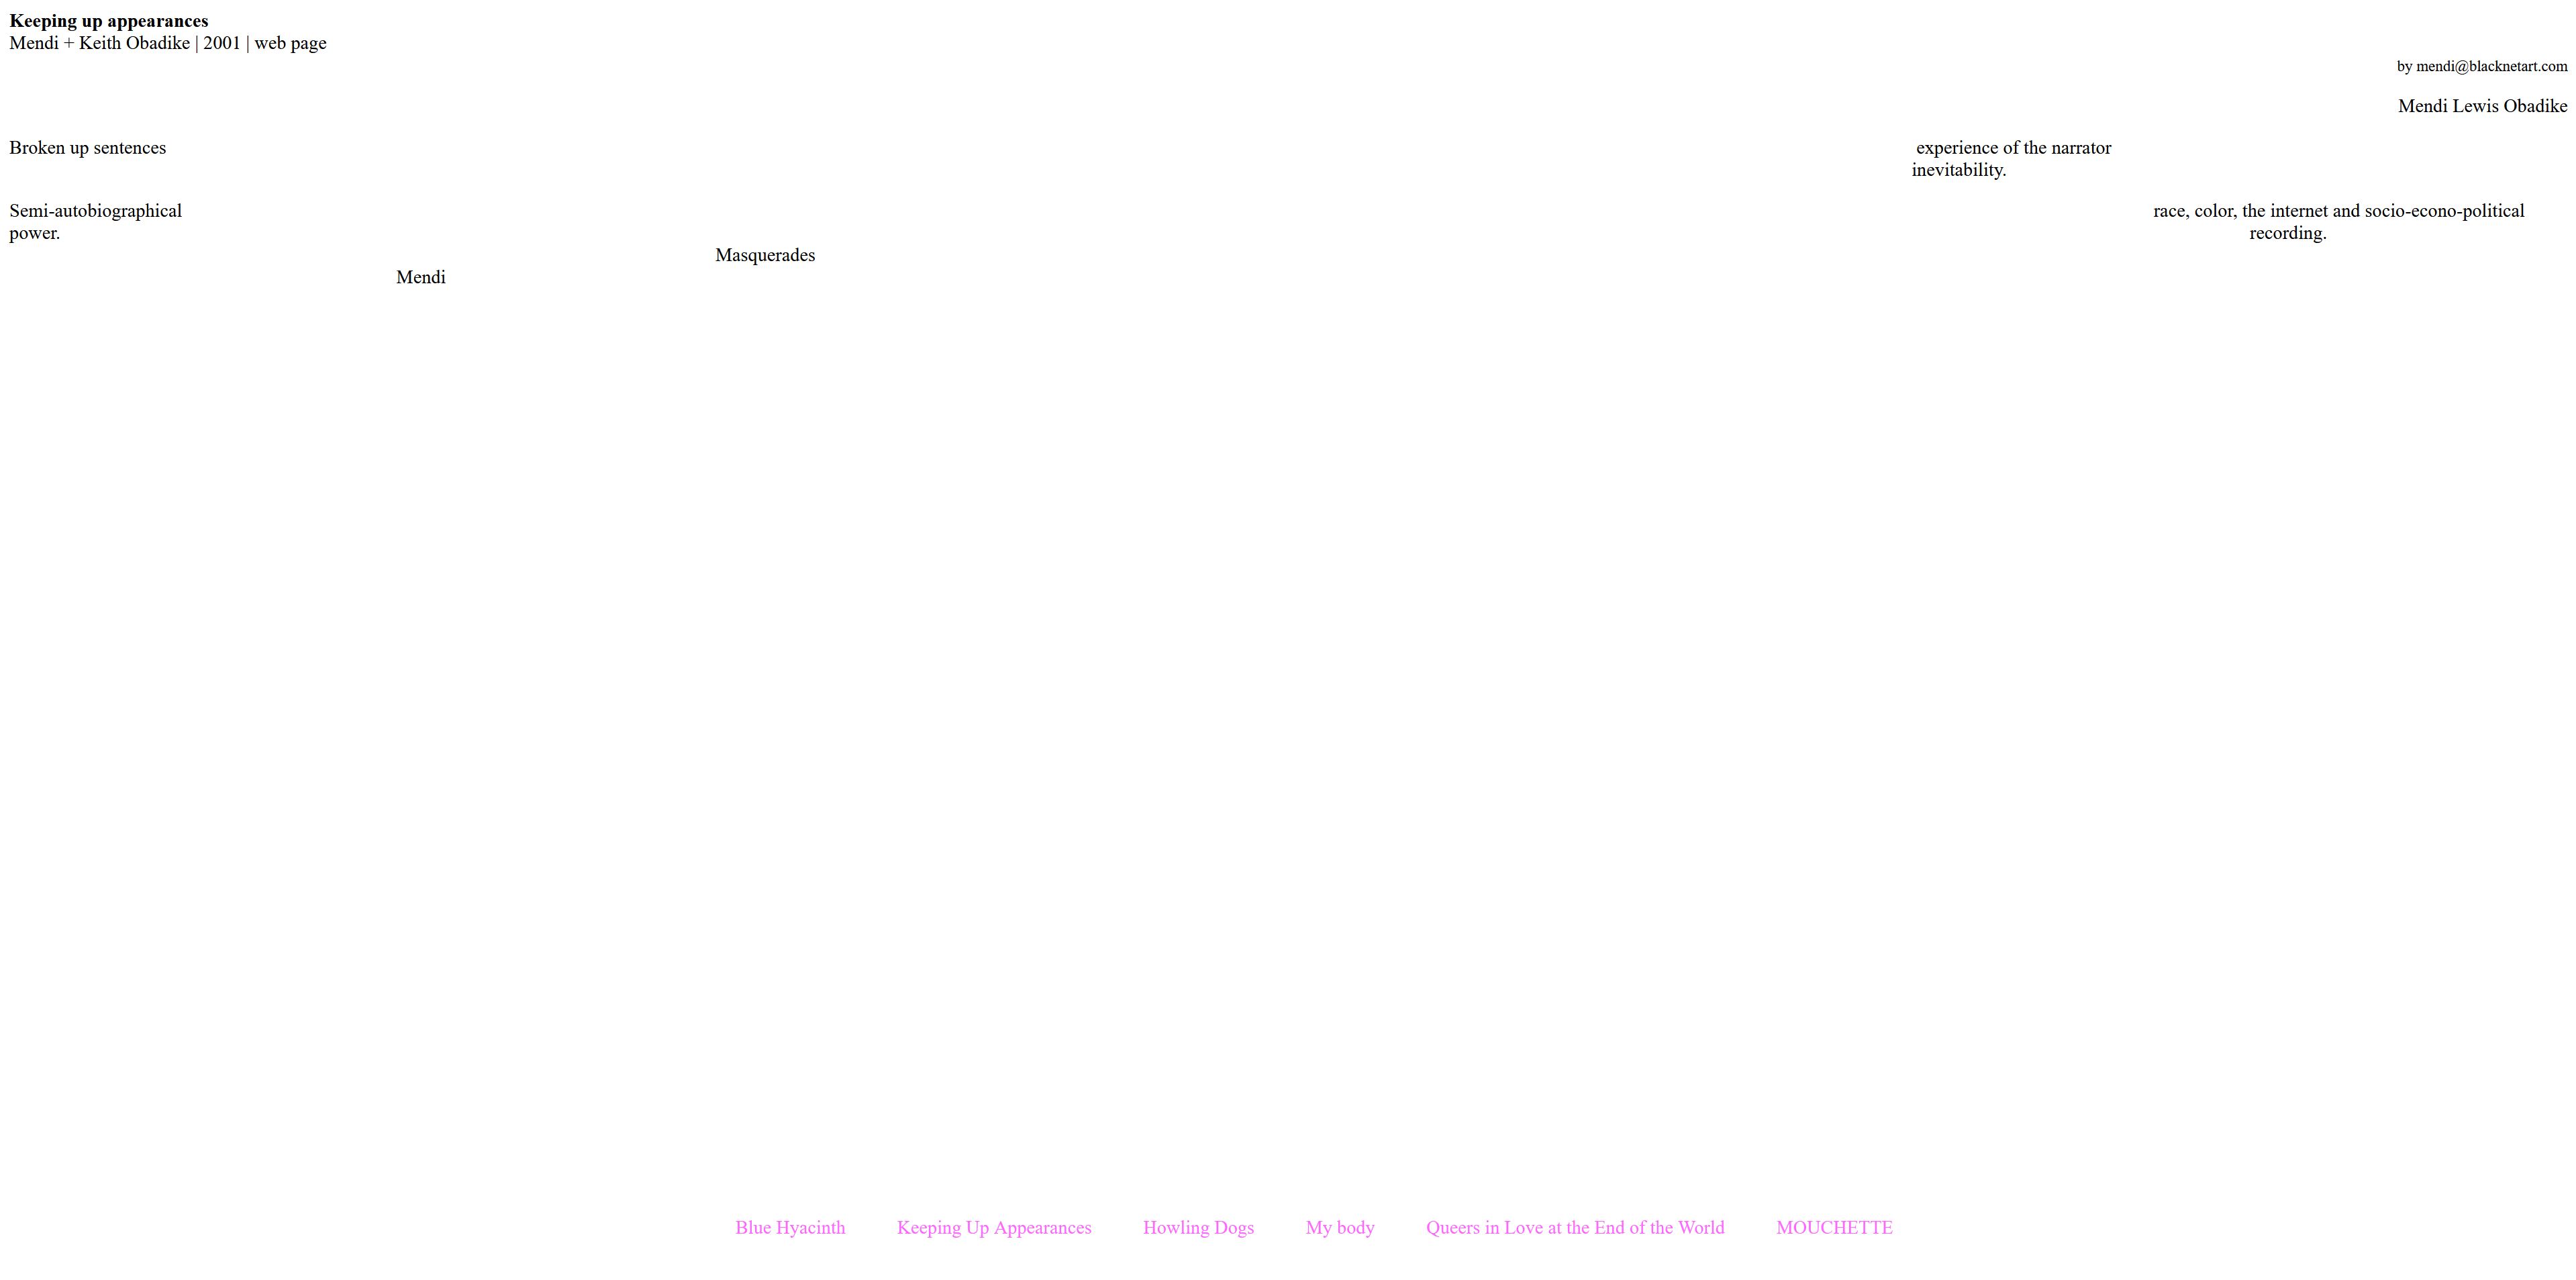 Keeping up appearances
Mendi + Keith Obadike | 2001 | web page
by mendi@blacknetart.com
Mendi Lewis Obadike
Broken up sentences experience of the narrator
inevitability.
Semi-autobiographical race, color, the internet and socio-econo-political
power. recording.
Masquerades
Mendi
Blue Hyacinth Keeping Up Appearances Howling Dogs My body Queers in Love at the End of the World MOUCHETTE